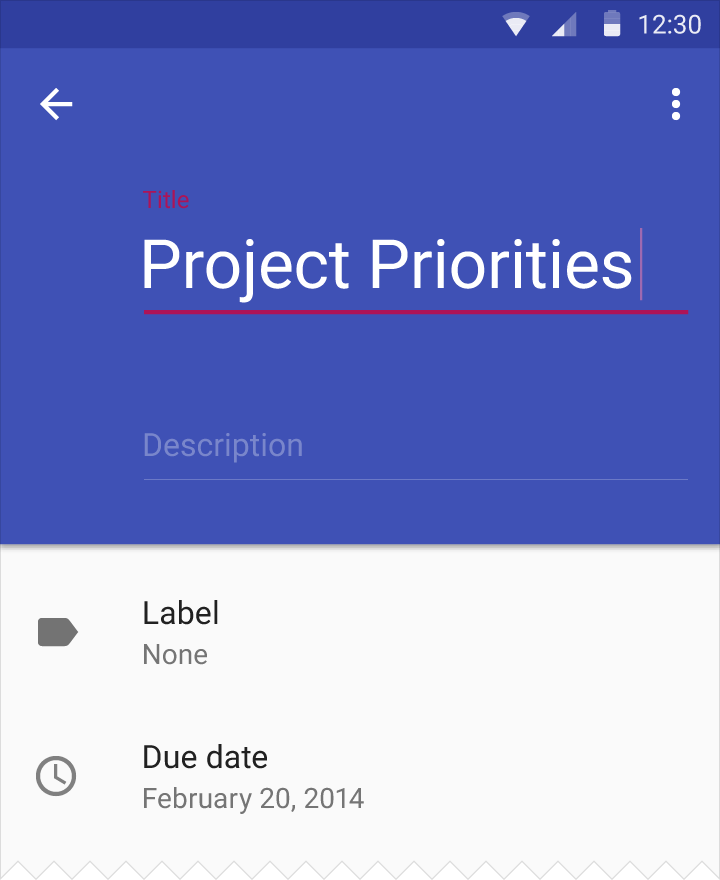 12:30
Title
Project Priorities
Description
Label
None
Due date
February 20, 2014